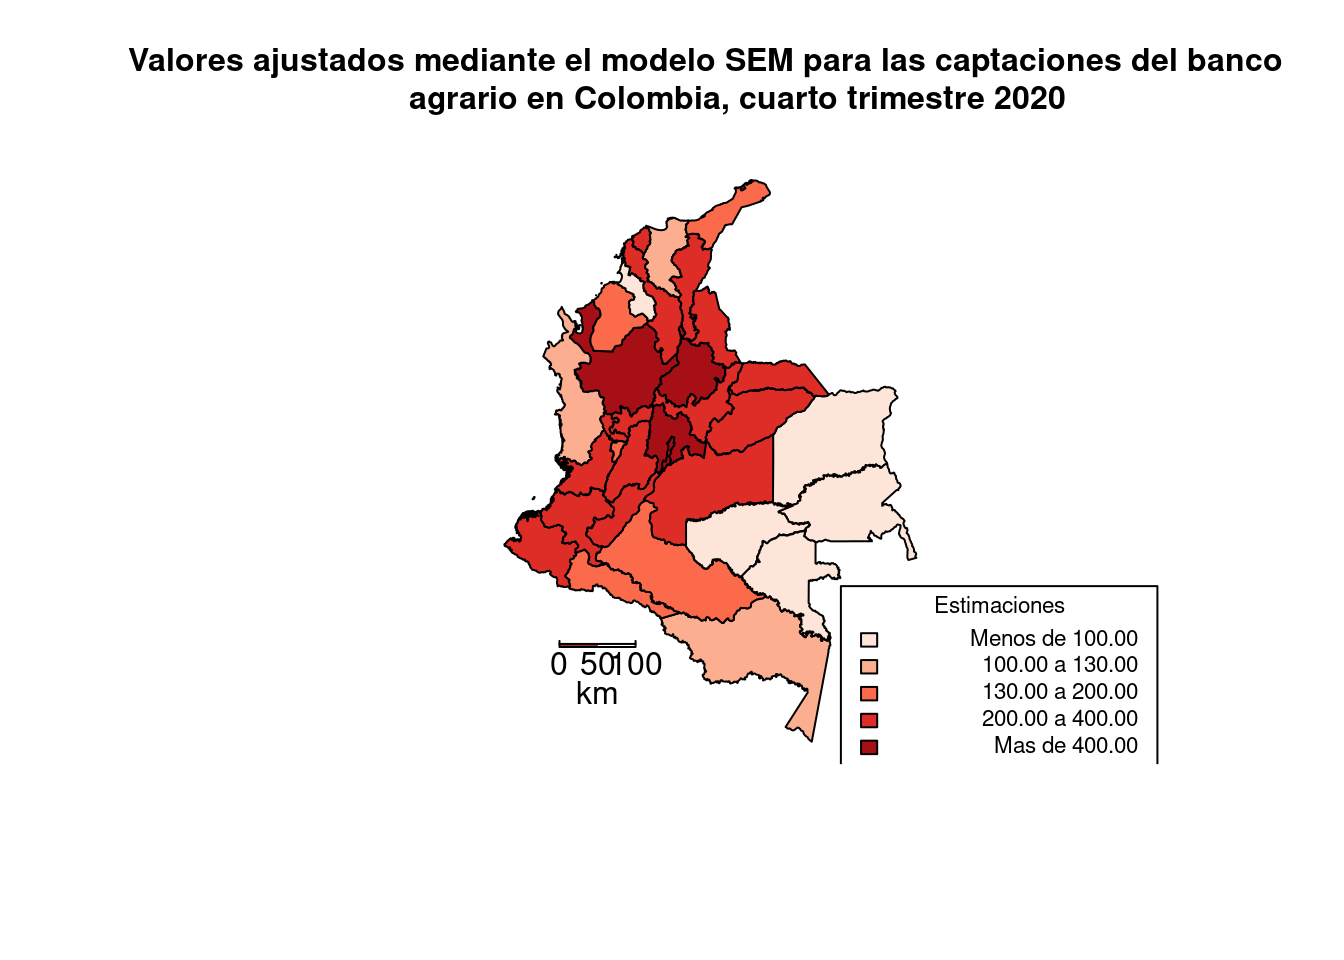 Valores ajustados mediante el modelo SEM para las captaciones del banco
agrario en Colombia, cuarto trimestre 2020
0 50 100
km
Estimaciones
Menos de 100.00
100.00 a 130.00
130.00 a 200.00
200.00 a 400.00
Mas de 400.00